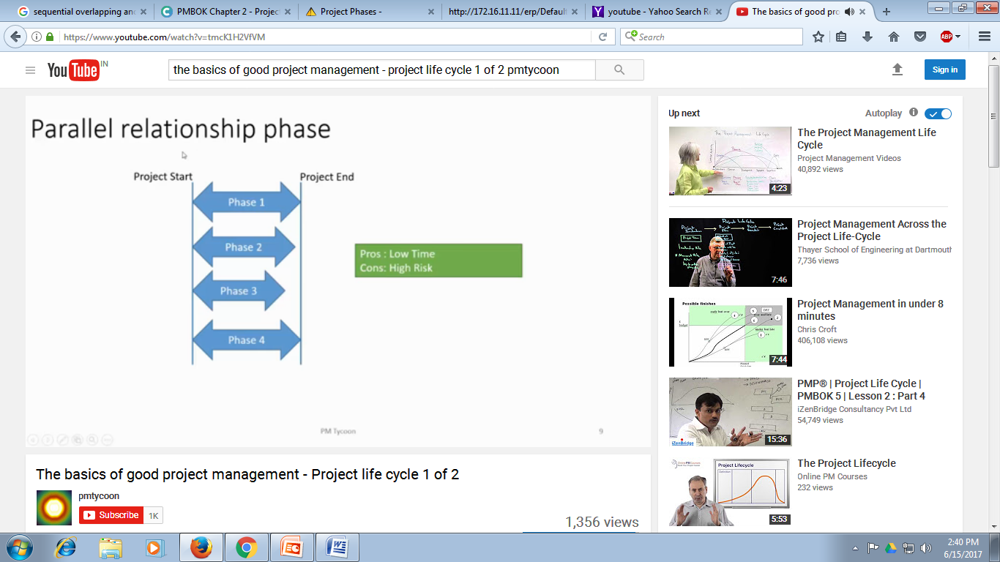 sequential overlapping an
PMBOK Chapter 2 - Project
Project Phases -
http://172.16.11.11/erp/Default
youtube - Yahoo Search Re
The basics of good pro
https://www.youtube.com/watch?v=tmcK1H2VfVM
Search
ABP
YouTube IN
the basics of good project management - project life cycle 1 of 2 pmtycoon
Sign in
Parallel relationship phase
Project Start
Project End
Phase 1
Phase 2
Phase 3
Phase 4
Pros : Low Time
Cons: High Risk
PM Tycoon
9
The basics of good project management - Project life cycle 1 of 2
pmtycoon
Subscribe 1K
1,356 views
Up next
Autoplay
The Project Management Life
Cycle
Project Management Videos
40,892 views
4:23
Project Management Across the
Project Life-Cycle
Thayer School of Engineering at Dartmouth
7,736 views
7:46
Project Management in under 8
minutes
Chris Croft
406,108 views
Possible finishes
7:44
PMP® | Project Life Cycle |
PMBOK 5 | Lesson 2 : Part 4
iZenBridge Consultancy Pvt Ltd
54,749 views
iZenBridge
15:36
The Project Lifecycle
Online PM Courses
232 views
Project Lifecycle
5:53
2:40 PM
6/15/2017